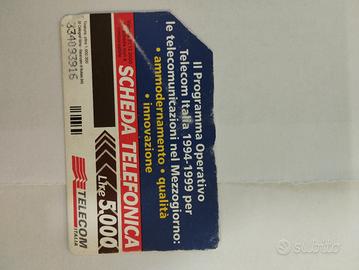 Il Programma Operativo
Telecom Italia 1994-1999 per
le telecomunicazioni nel Mezzogiorno:
• ammodernamento • qualità
• innovazione
SCHEDA TELEFONICA
Lire 5.000
TELECOM
ITALIA
334093916
subito